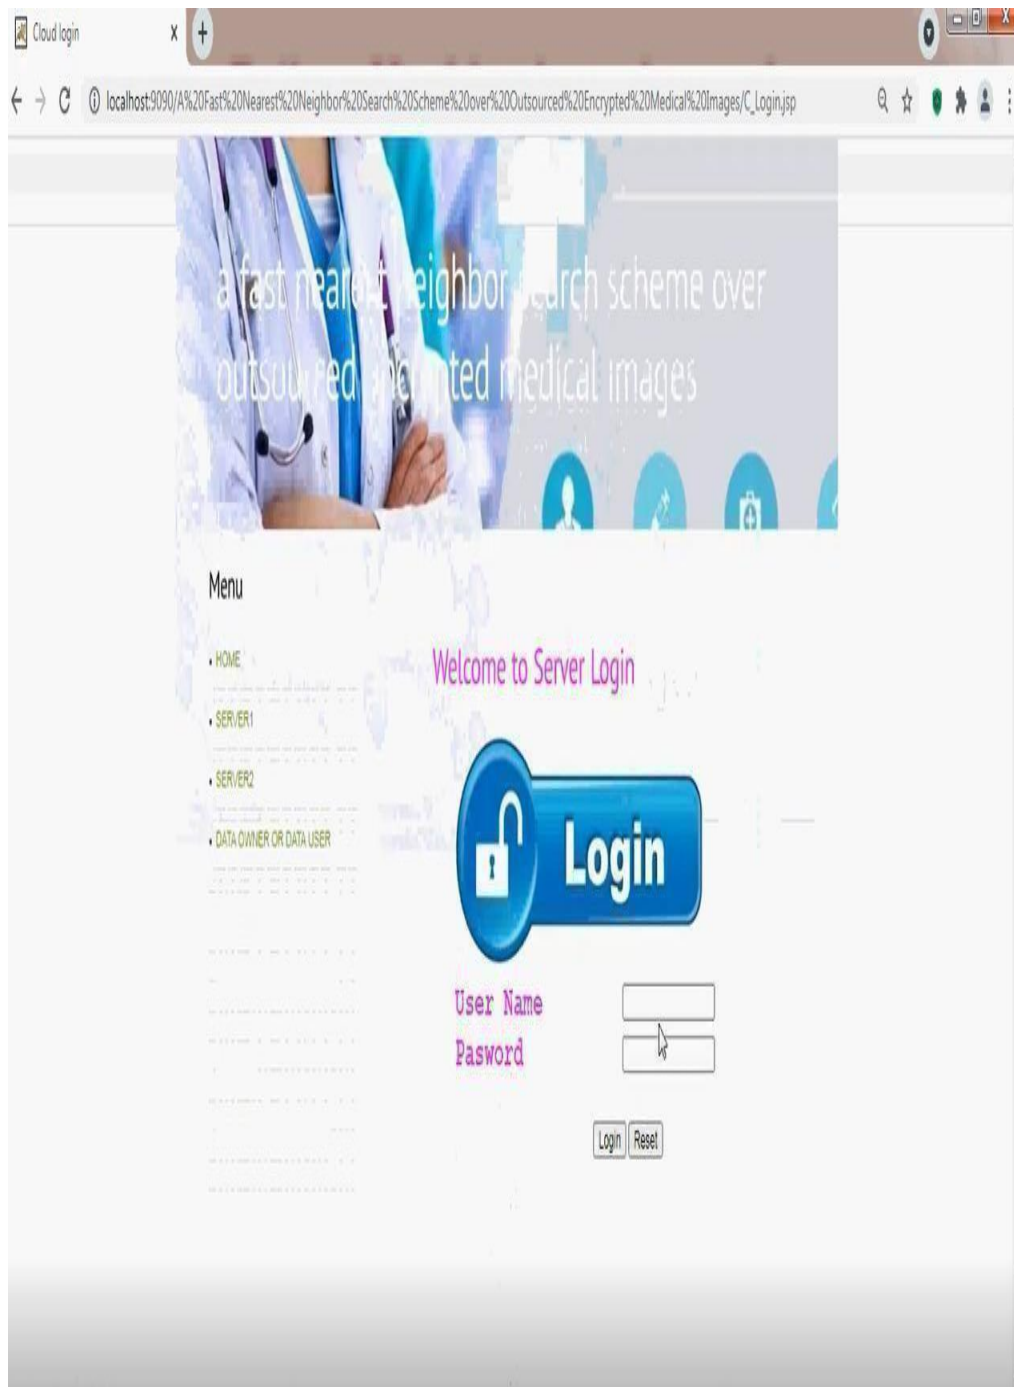 Cloud login
localhost:9090/A%20Fast%20Nearest%20Neighbor%20Search%20Scheme%20over%20Outsourced%20Encrypted%20Medical%20Images/C_Login.jsp
a fast nearest neighbor search scheme over
outsourced encrypted medical images
Menu
• HOME
Welcome to Server Login
• SERVER1
• SERVER2
• DATA OWNER OR DATA USER
Login
User Name
Pasword
Login Reset